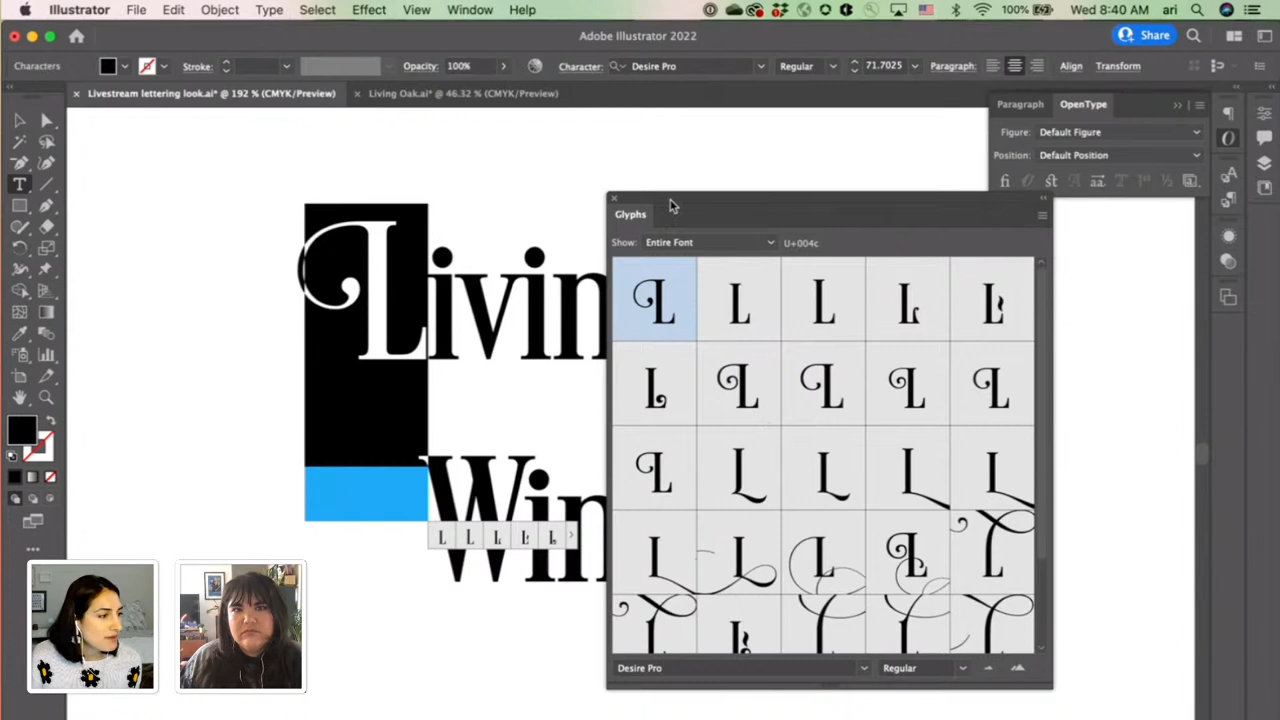 Illustrator File Edit Object Type Select Effect View Window Help 100% Wed 8:40 AM ari
Adobe Illustrator 2022 Share
Characters Stroke: Opacity: 100% Character: Desire Pro Regular 71.7025 Paragraph: Align Transform
× Livestream lettering look.ai* @ 192 % (CMYK/Preview) × Living Oak.ai* @ 46.32 % (CMYK/Preview)
Paragraph OpenType
Figure: Default Figure
Position: Default Position
Glyphs
Show: Entire Font U+004c
Livin
L L L L L
L L L L L
L L L L L
L L L L L
L L L L L
Win
L L L L L
Desire Pro Regular